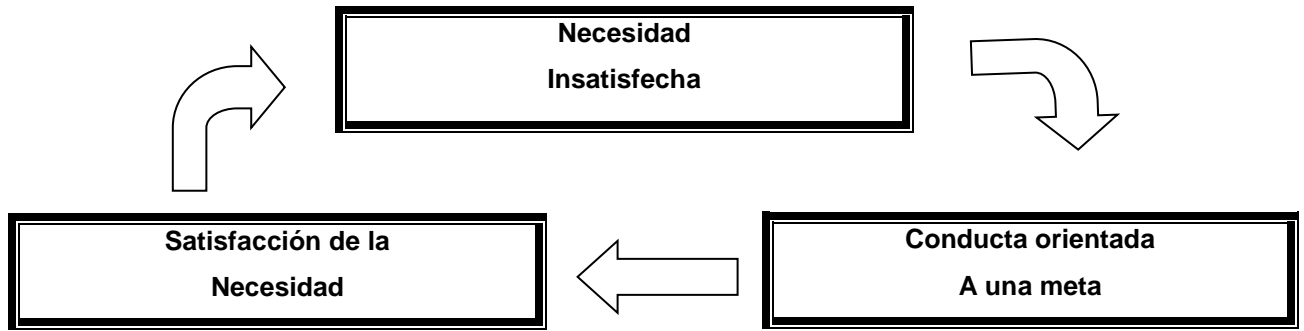 Necesidad
Insatisfecha
Satisfacción de la
Necesidad
Conducta orientada
A una meta